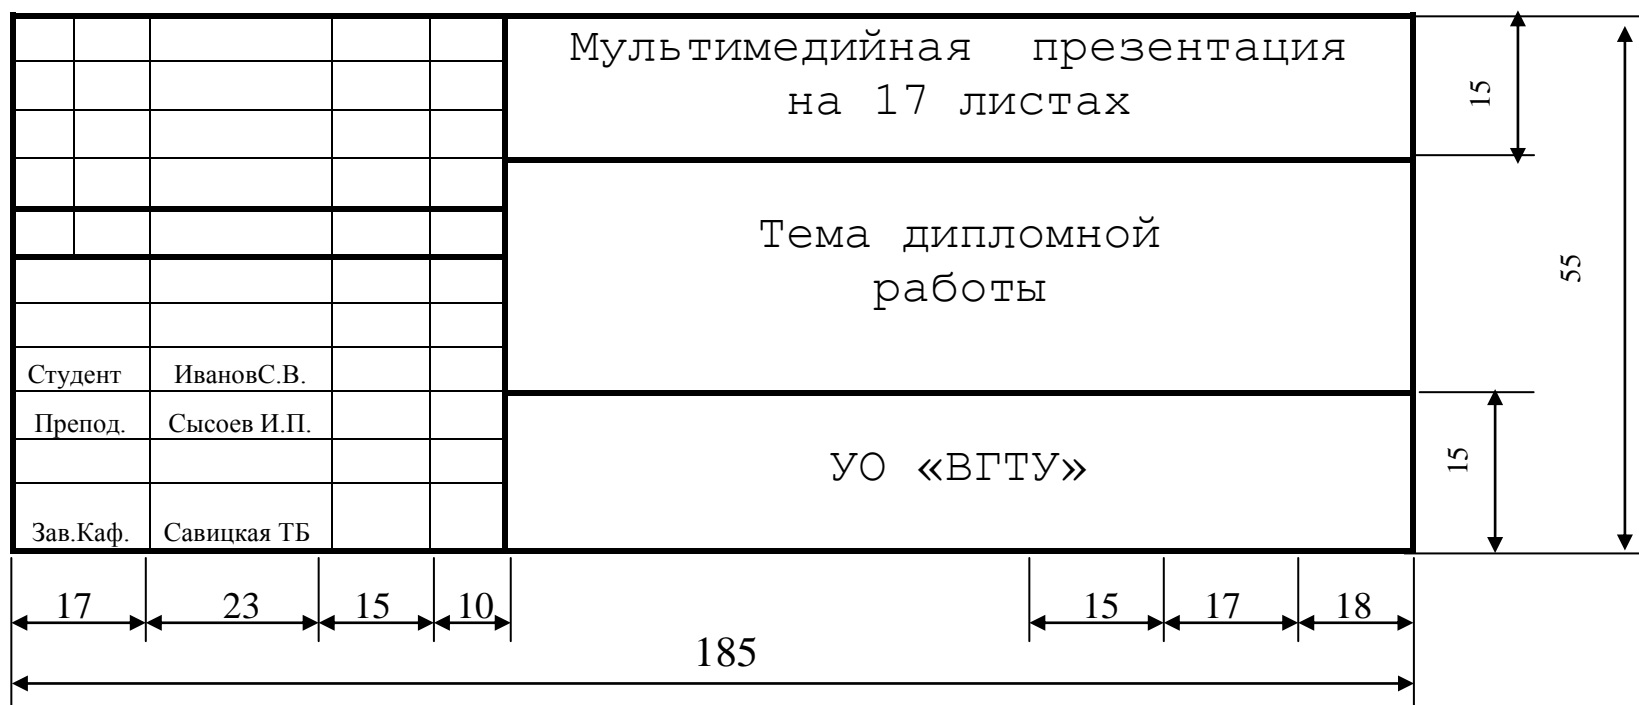 Мультимедийная презентация
на 17 листах
15
Тема дипломной
работы
55
Студент ИвановС.В.
Препод. Сысоев И.П.
УО «ВГТУ»
15
Зав.Каф. Савицкая ТБ
17 23 15 10 15 17 18
185